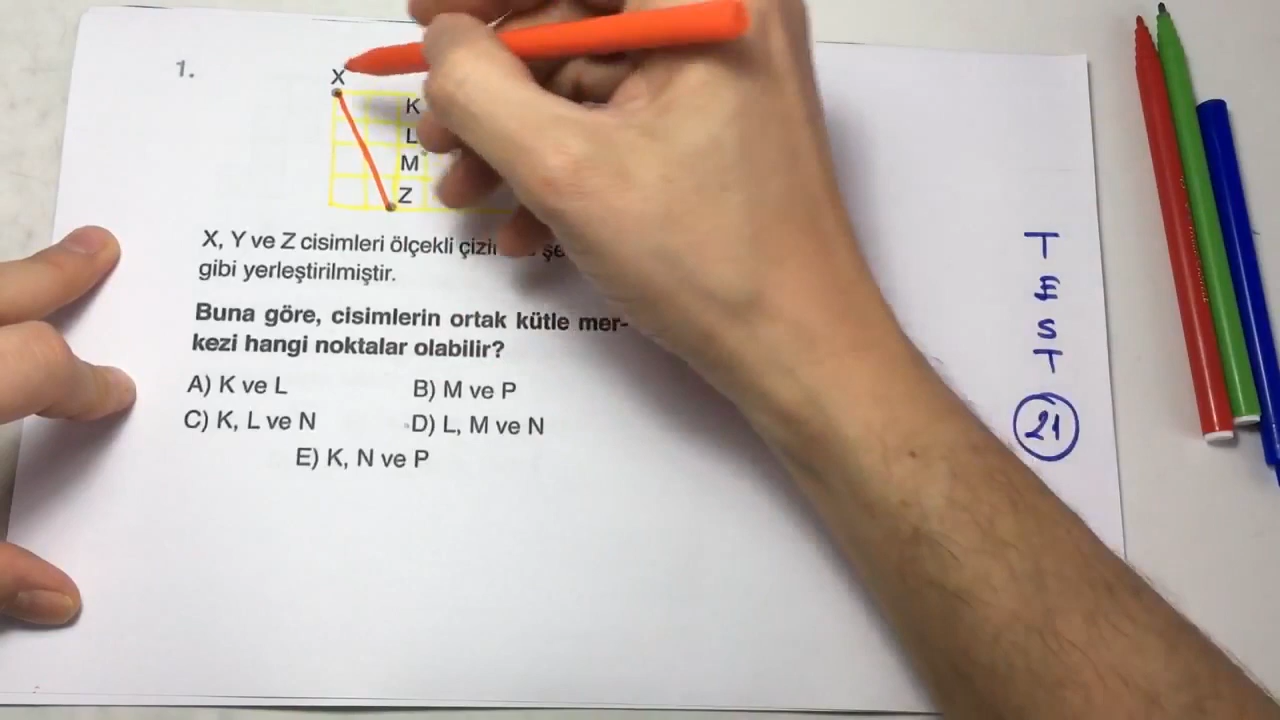 1.
X
K
L
M
Z
X, Y ve Z cisimleri ölçekli
gibi yerleştirilmiştir.
Buna göre, cisimlerin ortak kütle mer-
kezi hangi noktalar olabilir?
A) K ve L
B) M ve P
C) K, L ve N
D) L, M ve N
E) K, N ve P
TEST
21